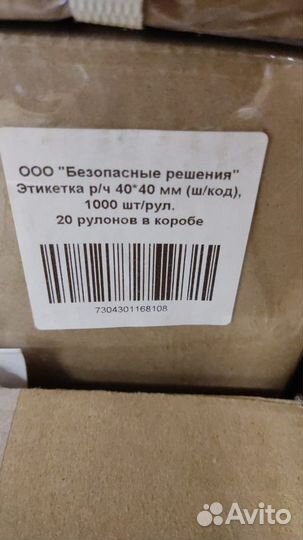 ООО "Безопасные решения"
Этикетка р/ч 40*40 мм (ш/код),
1000 шт/рул.
20 рулонов в коробе
7304301168108
Avito